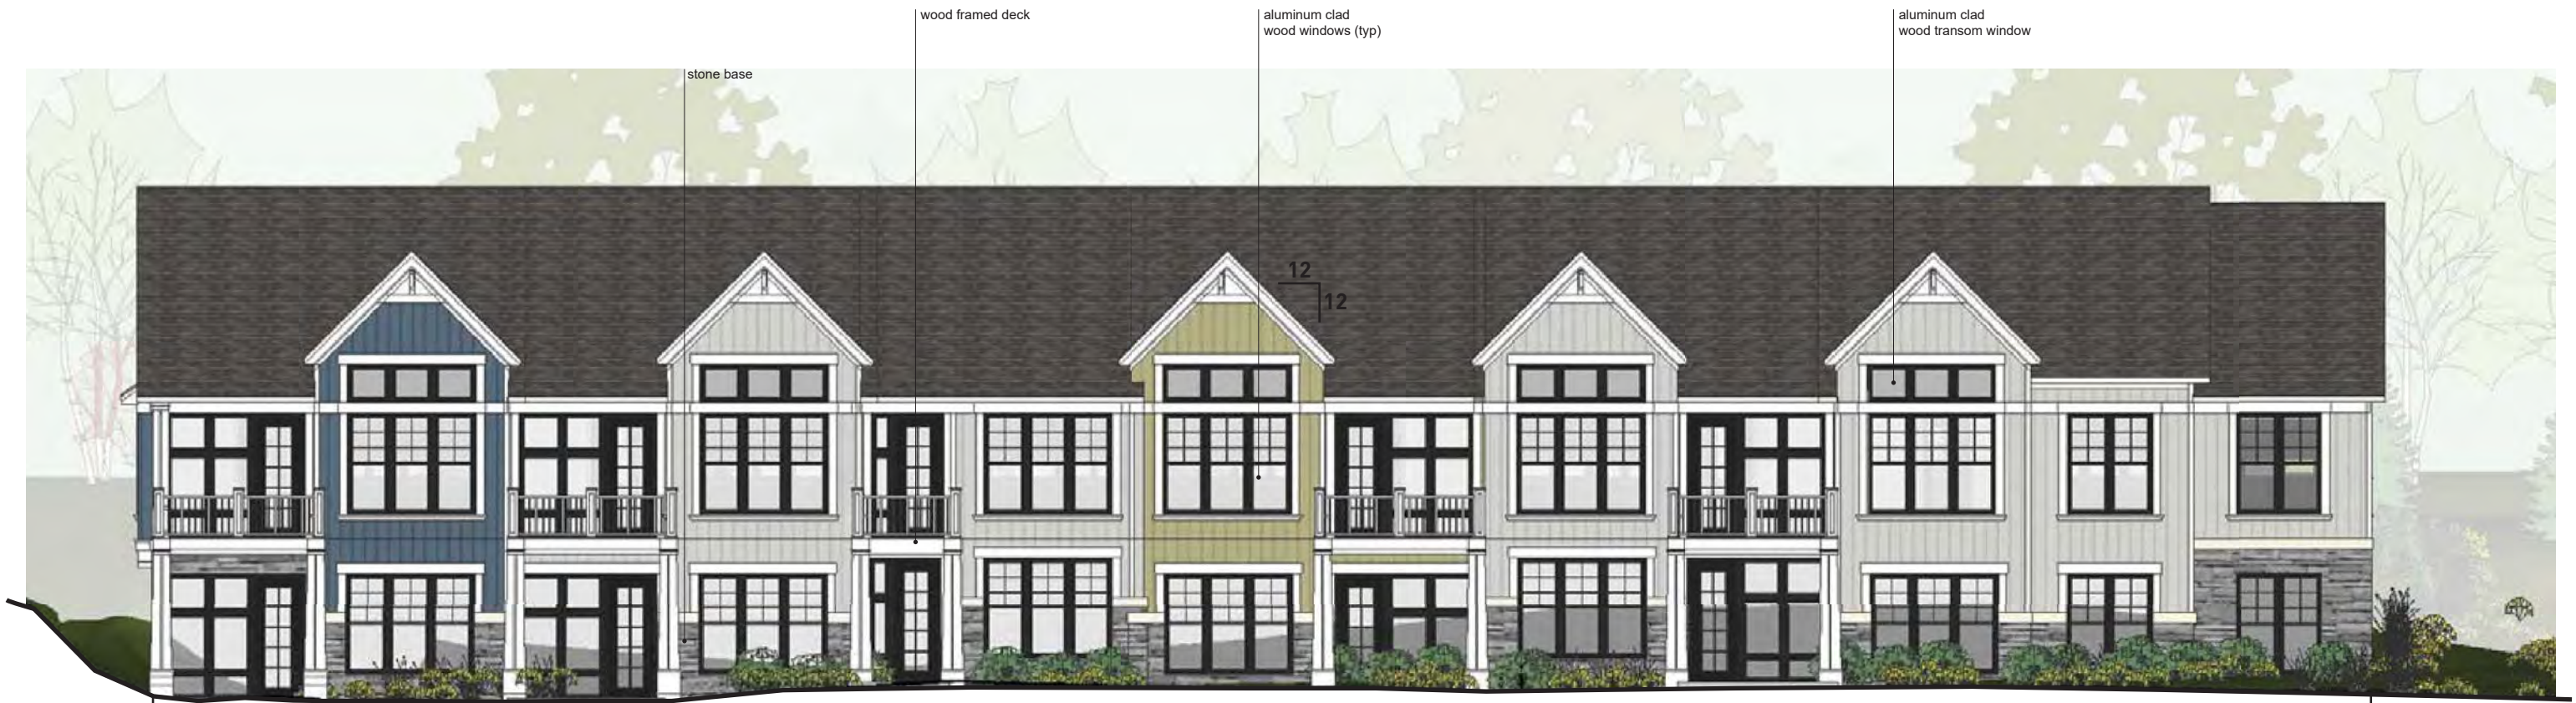 wood framed deck
aluminum clad
wood windows (typ)
aluminum clad
wood transom window
stone base
12
12